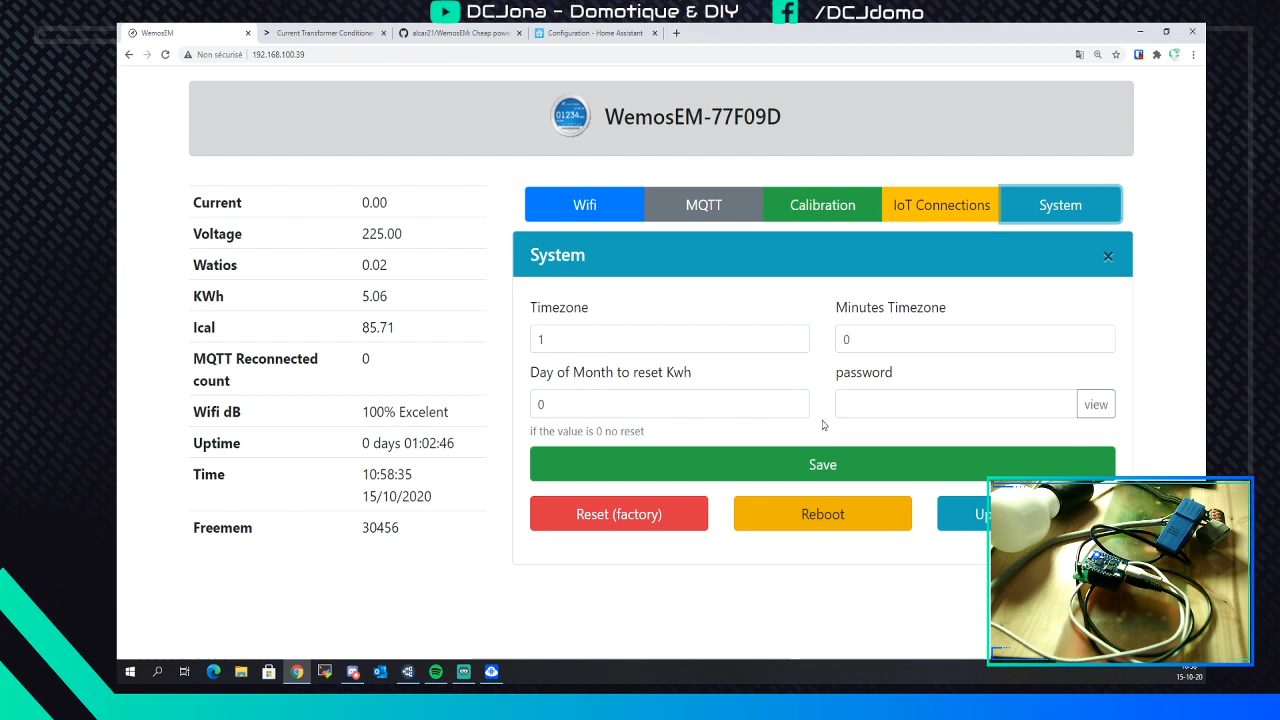 DCJona - Domotique & DIY
/DCJdomo
WemosEM
Current Transformer Conditioner
alcar21/WemosEM: Cheap power
Configuration - Home Assistant
Non sécurisé
192.168.100.39
WemosEM-77F09D
Current 0.00
Voltage 225.00
Watios 0.02
KWh 5.06
Ical 85.71
MQTT Reconnected 0
count
Wifi dB 100% Excelent
Uptime 0 days 01:02:46
Time 10:58:35
15/10/2020
Freemem 30456
Wifi
MQTT
Calibration
IoT Connections
System
System
Timezone
Minutes Timezone
1
0
Day of Month to reset Kwh
password
0
view
if the value is 0 no reset
Save
Reset (factory)
Reboot
Up
15-10-20